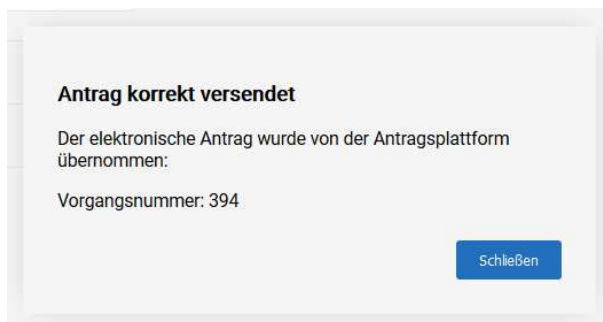 Antrag korrekt versendet
Der elektronische Antrag wurde von der Antragsplattform
übernommen:
Vorgangsnummer: 394
Schließen